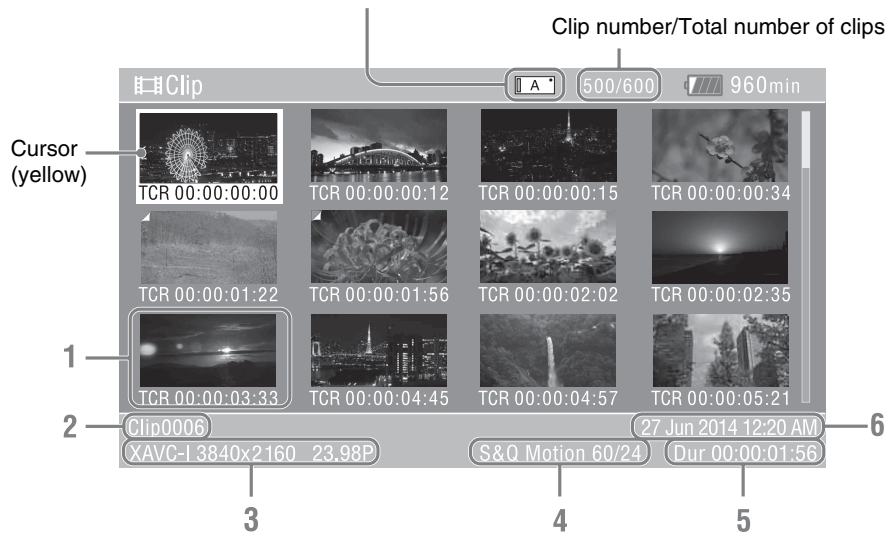 Clip number/Total number of clips
Clip A 500/600 960min
Cursor
(yellow)
TCR 00:00:00:00 TCR 00:00:00:12 TCR 00:00:00:15 TCR 00:00:00:34
TCR 00:00:01:22 TCR 00:00:01:56 TCR 00:00:02:02 TCR 00:00:02:35
1
TCR 00:00:03:33 TCR 00:00:04:45 TCR 00:00:04:57 TCR 00:00:05:21
2 Clip0006 27 Jun 2014 12:20 AM 6
XAVC-I 3840x2160 23.98P S&Q Motion 60/24 Dur 00:00:01:56
3 4 5